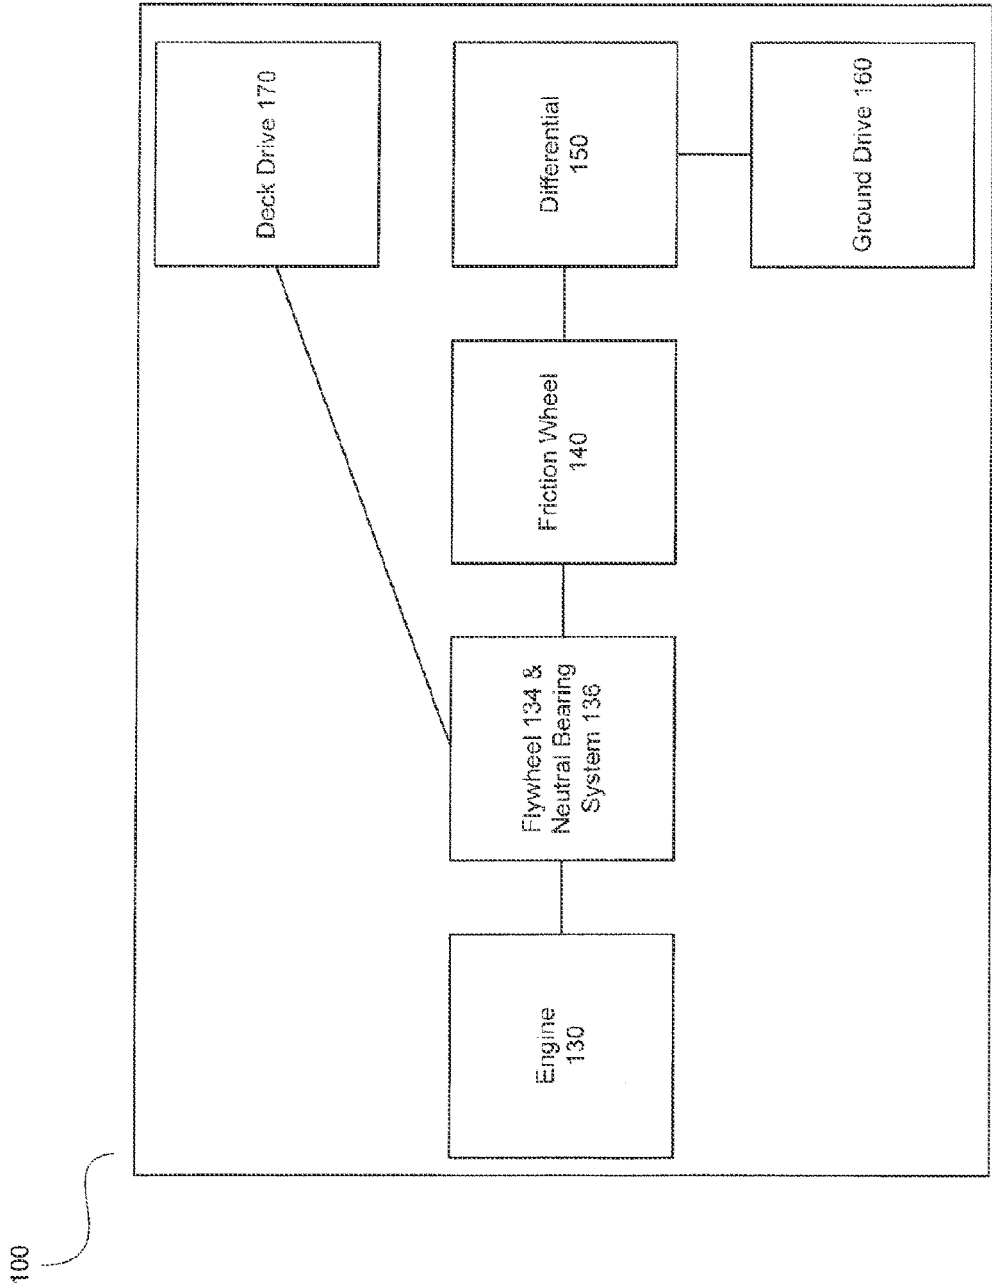 100
Engine
130
Flywheel 134 &
Neutral Bearing
System 136
Friction Wheel
140
Deck Drive 170
Differential
150
Ground Drive 160